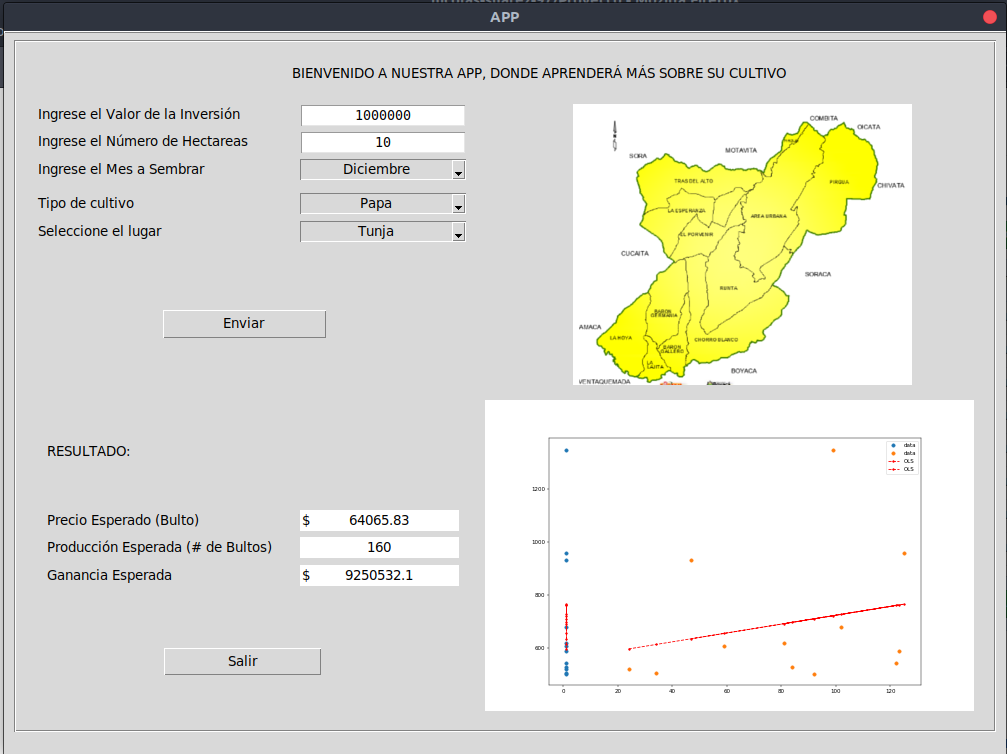 APP
BIENVENIDO A NUESTRA APP, DONDE APRENDERÁ MÁS SOBRE SU CULTIVO
Ingrese el Valor de la Inversión
1000000
Ingrese el Número de Hectareas
10
Ingrese el Mes a Sembrar
Diciembre
Tipo de cultivo
Papa
Seleccione el lugar
Tunja
Enviar
COMBITA
OICATA
MOTAVITA
SORA
CHIVATA
TRAS DEL ALTO
PIRGUA
LA ESPERANZA
AREA URBANA
EL PORVENIR
CUCAITA
SORACA
RUNTA
BARON
GERMANIA
AMACA
LA HOYA
CHORRO BLANCO
BARON
GALLERO
LA
LAJITA
BOYACA
VENTAQUEMADA
RESULTADO:
Precio Esperado (Bulto)
$ 64065.83
Producción Esperada (# de Bultos)
160
Ganancia Esperada
$ 9250532.1
Salir
data
data
OLS
OLS
1200
1000
800
600
0 20 40 60 80 100 120